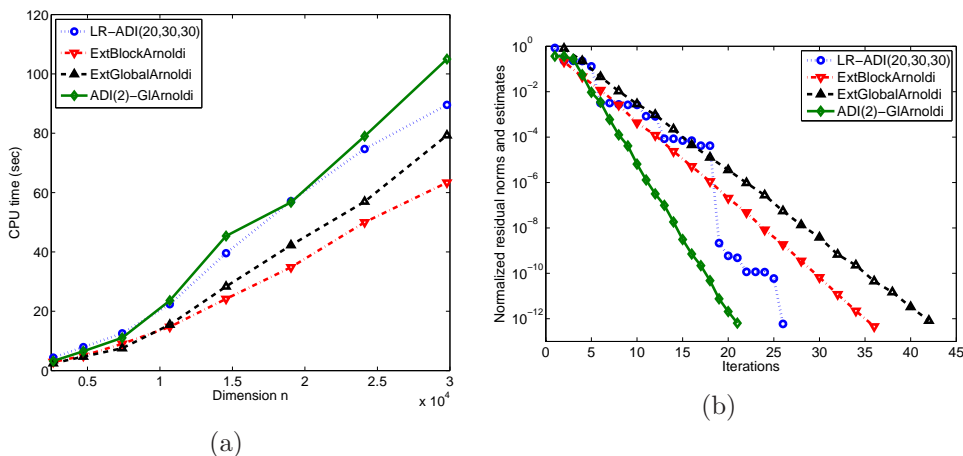 120
100
80
60
40
20
0
CPU time (sec)
LR−ADI(20,30,30)
ExtBlockArnoldi
ExtGlobalArnoldi
ADI(2)−GlArnoldi
0.5 1 1.5 2 2.5 3
Dimension n
x 10^4
(a)
10^0
10^−2
10^−4
10^−6
10^−8
10^−10
10^−12
Normalized residual norms and estimates
LR−ADI(20,30,30)
ExtBlockArnoldi
ExtGlobalArnoldi
ADI(2)−GlArnoldi
0 5 10 15 20 25 30 35 40 45
Iterations
(b)